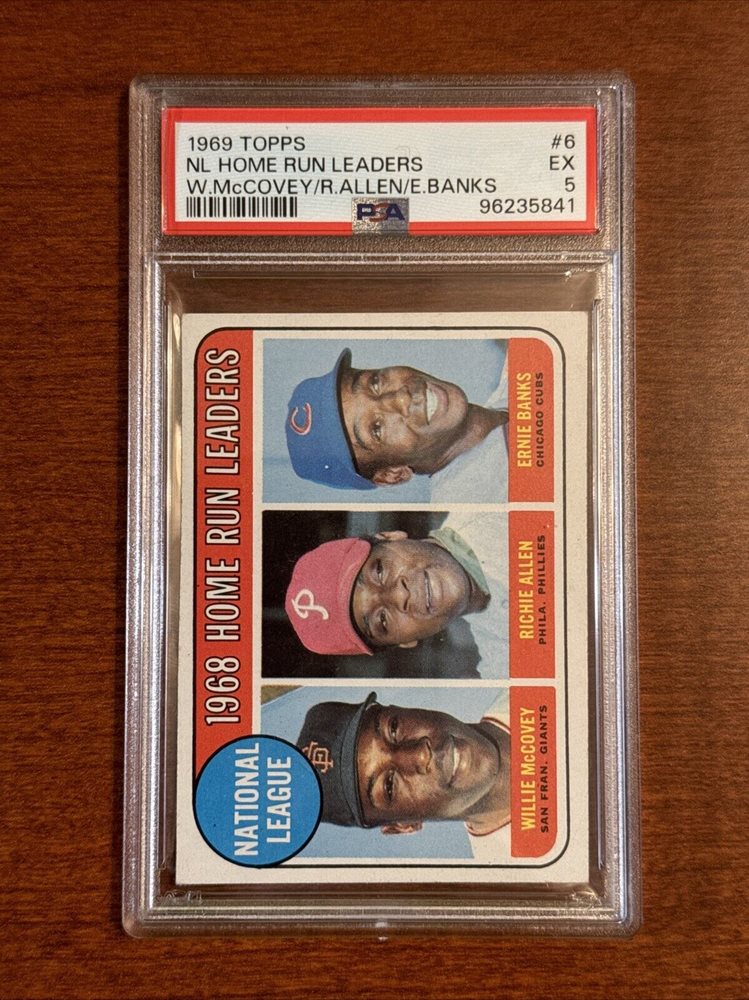 1969 TOPPS #6
NL HOME RUN LEADERS EX
W.McCOVEY/R.ALLEN/E.BANKS 5
PSA 96235841
1968 HOME RUN LEADERS
NATIONAL
LEAGUE
SF
WILLIE McCOVEY
SAN FRAN. GIANTS
P
RICHIE ALLEN
PHILA. PHILLIES
C
ERNIE BANKS
CHICAGO CUBS